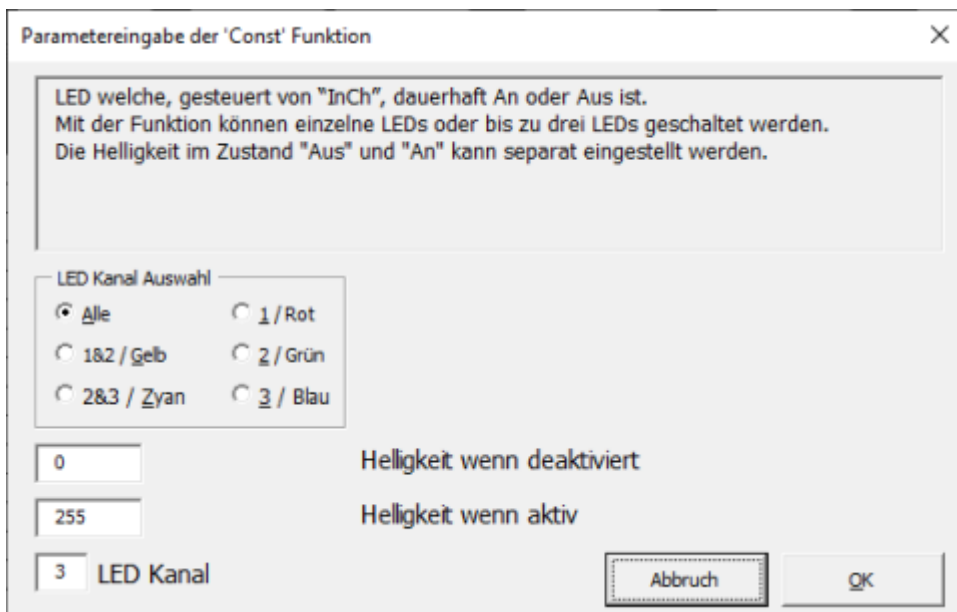 Parametereingabe der 'Const' Funktion
LED welche, gesteuert von “InCh”, dauerhaft An oder Aus ist.
Mit der Funktion können einzelne LEDs oder bis zu drei LEDs geschaltet werden.
Die Helligkeit im Zustand "Aus" und "An" kann separat eingestellt werden.
LED Kanal Auswahl
Alle 1 / Rot
1&2 / Gelb 2 / Grün
2&3 / Zyan 3 / Blau
0 Helligkeit wenn deaktiviert
255 Helligkeit wenn aktiv
3 LED Kanal Abbruch OK